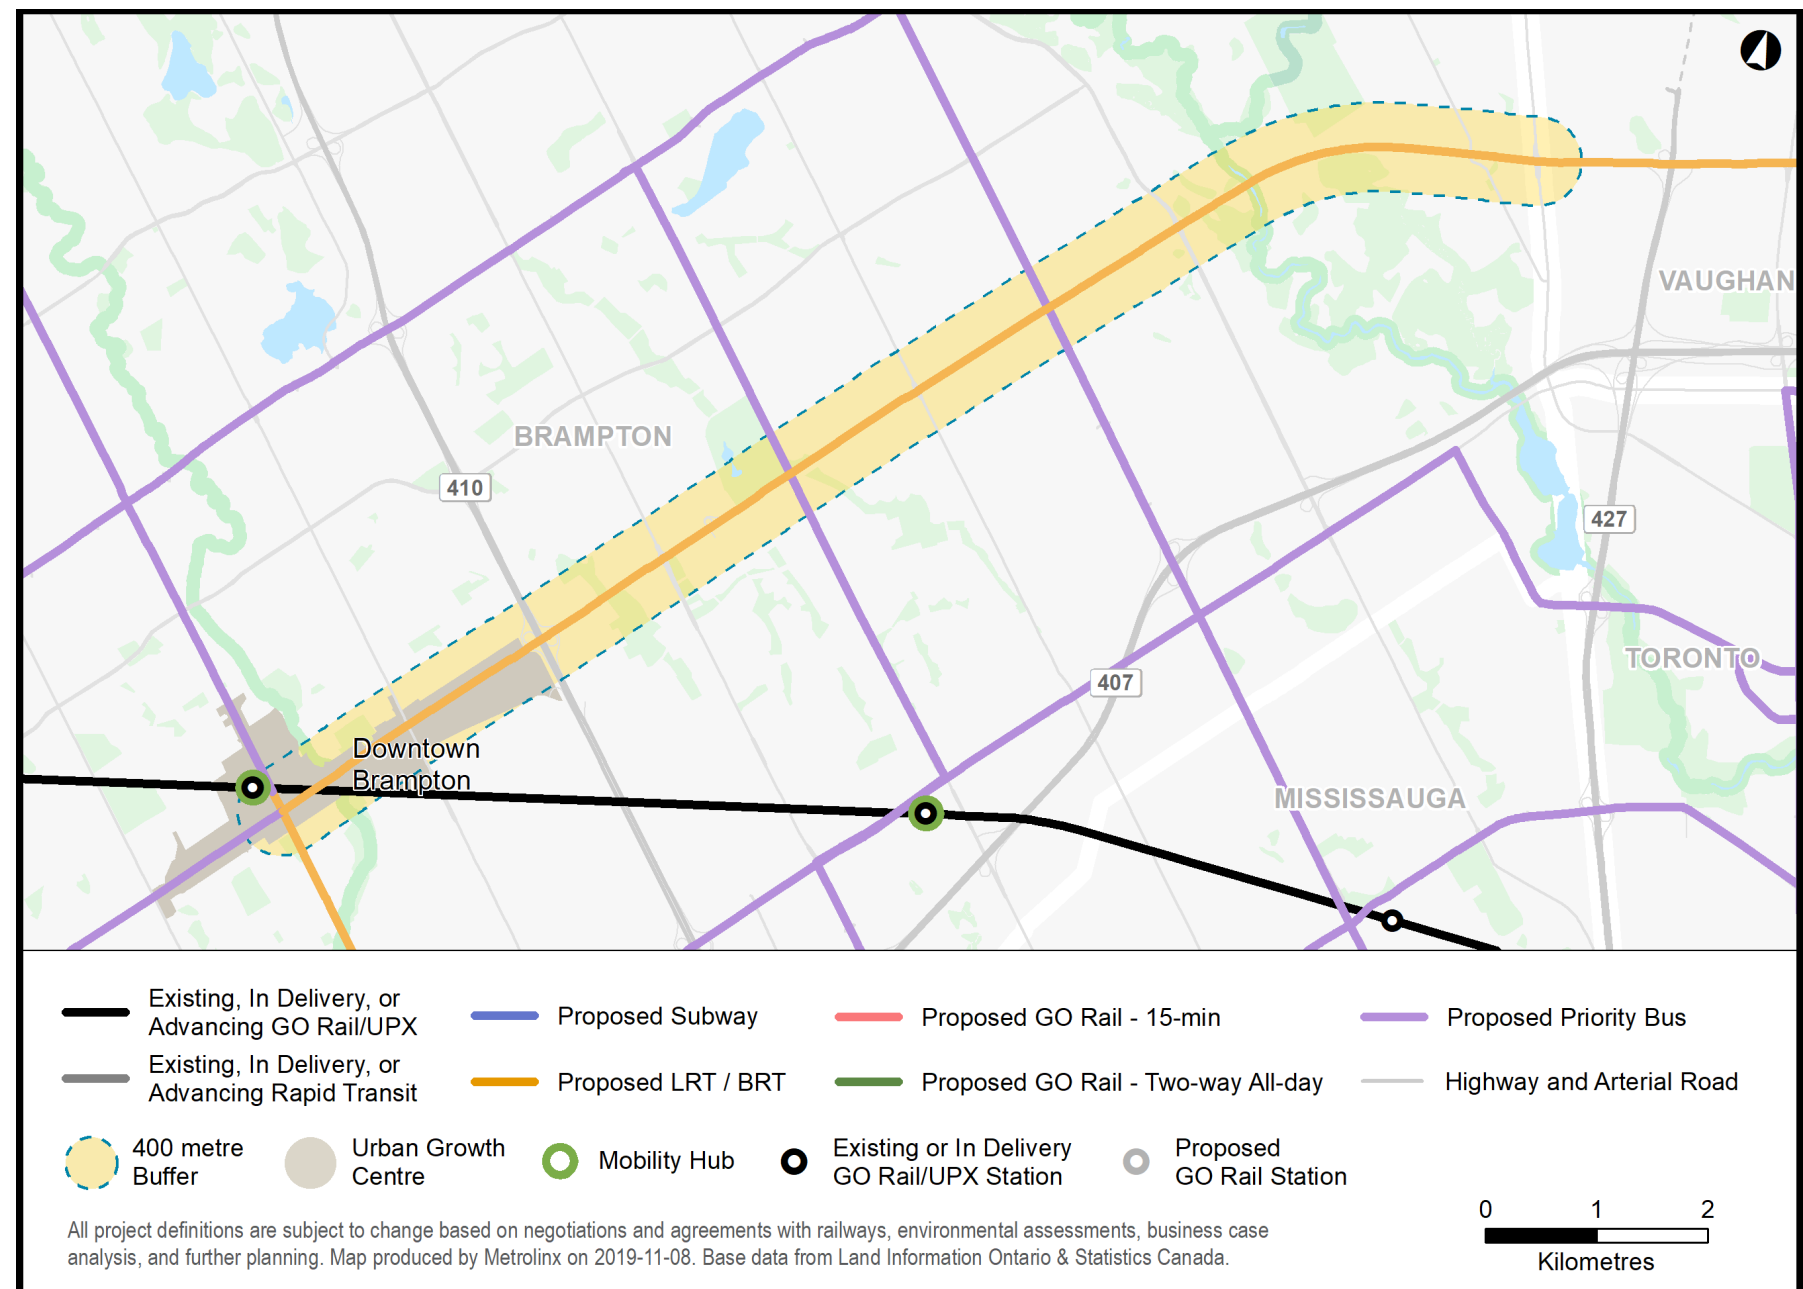 VAUGHAN
BRAMPTON
410
427
TORONTO
407
Downtown
Brampton
MISSISSAUGA
Existing, In Delivery, or
Advancing GO Rail/UPX
Proposed Subway
Proposed GO Rail - 15-min
Proposed Priority Bus
Existing, In Delivery, or
Advancing Rapid Transit
Proposed LRT / BRT
Proposed GO Rail - Two-way All-day
Highway and Arterial Road
400 metre
Buffer
Urban Growth
Centre
Mobility Hub
Existing or In Delivery
GO Rail/UPX Station
Proposed
GO Rail Station
0 1 2
Kilometres
All project definitions are subject to change based on negotiations and agreements with railways, environmental assessments, business case
analysis, and further planning. Map produced by Metrolinx on 2019-11-08. Base data from Land Information Ontario & Statistics Canada.